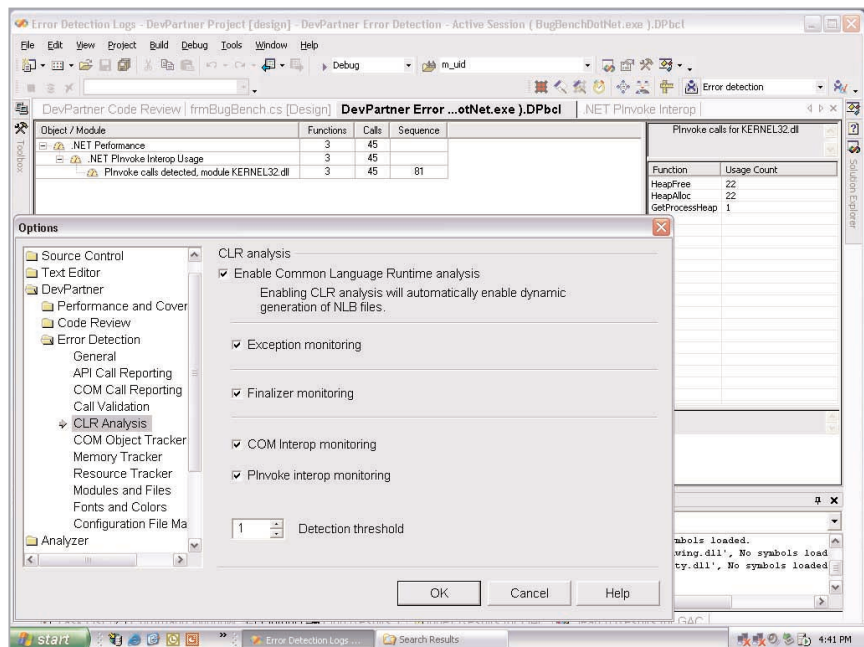 Error Detection Logs - DevPartner Project [design] - DevPartner Error Detection - Active Session ( BugBenchDotNet.exe ).DPbcl
File Edit View Project Build Debug Tools Window Help
Debug m_uid
Error detection
DevPartner Code Review frmBugBench.cs [Design] DevPartner Error ...otNet.exe ).DPbcl .NET PInvoke Interop
Toolbox
Object / Module Functions Calls Sequence
.NET Performance 3 45
.NET PInvoke Interop Usage 3 45
PInvoke calls detected, module KERNEL32.dll 3 45 81
PInvoke calls for KERNEL32.dll
Function Usage Count
HeapFree 22
HeapAlloc 22
GetProcessHeap 1
Solution Explorer
Options
Source Control
Text Editor
DevPartner
Performance and Cover
Code Review
Error Detection
General
API Call Reporting
COM Call Reporting
Call Validation
CLR Analysis
COM Object Tracker
Memory Tracker
Resource Tracker
Modules and Files
Fonts and Colors
Configuration File Ma
Analyzer
CLR analysis
Enable Common Language Runtime analysis
Enabling CLR analysis will automatically enable dynamic
generation of NLB files.
Exception monitoring
Finalizer monitoring
COM Interop monitoring
PInvoke interop monitoring
1 Detection threshold
OK Cancel Help
mbols loaded.
wing.dll', No symbols load
ty.dll', No symbols loaded
GAC
start Error Detection Logs ... Search Results 4:41 PM